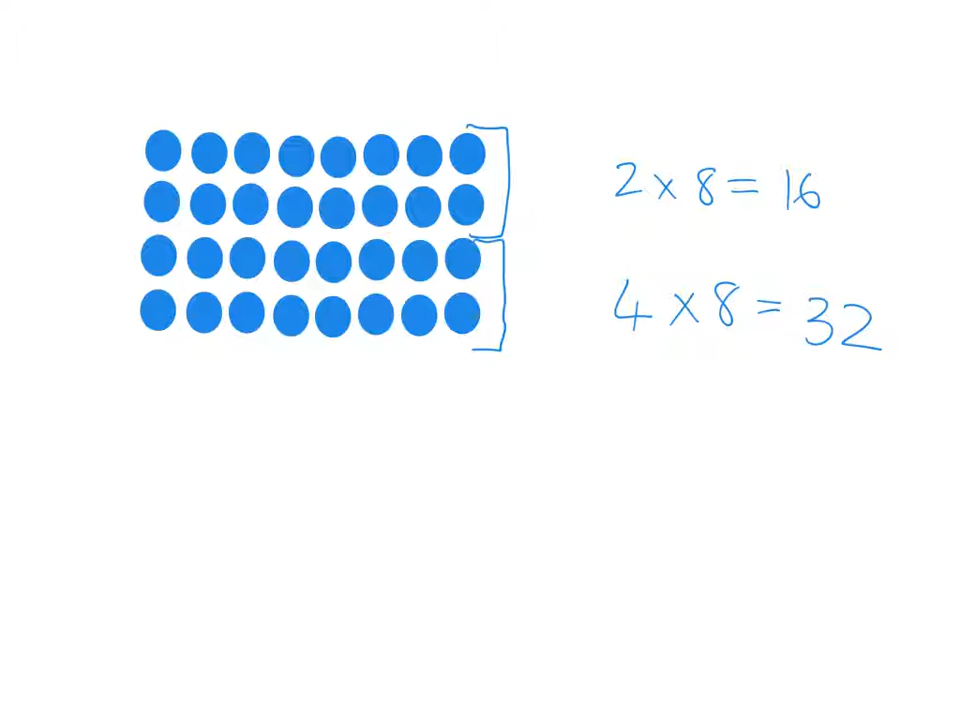 2 x 8 = 16
4 x 8 = 32